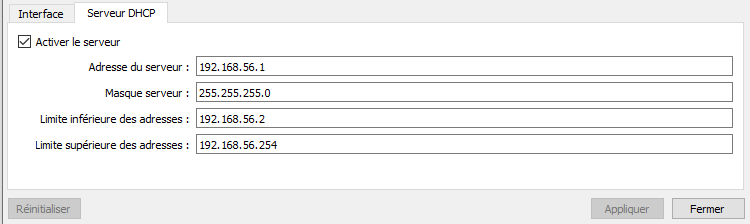 Interface Serveur DHCP
Activer le serveur
Adresse du serveur : 192.168.56.1
Masque serveur : 255.255.255.0
Limite inférieure des adresses : 192.168.56.2
Limite supérieure des adresses : 192.168.56.254
Réinitialiser Appliquer Fermer